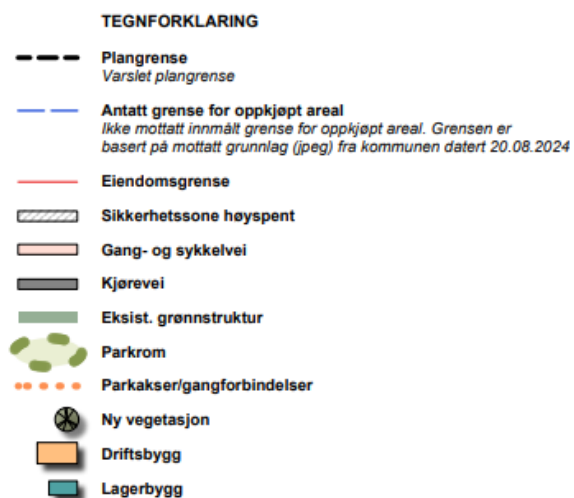 TEGNFORKLARING
Plangrense
Varslet plangrense
Antatt grense for oppkjøpt areal
Ikke mottatt innmålt grense for oppkjøpt areal. Grensen er
basert på mottatt grunnlag (jpeg) fra kommunen datert 20.08.2024
Eiendomsgrense
Sikkerhetssone høyspent
Gang- og sykkelvei
Kjørevei
Eksist. grønnstruktur
Parkrom
Parkakser/gangforbindelser
Ny vegetasjon
Driftsbygg
Lagerbygg